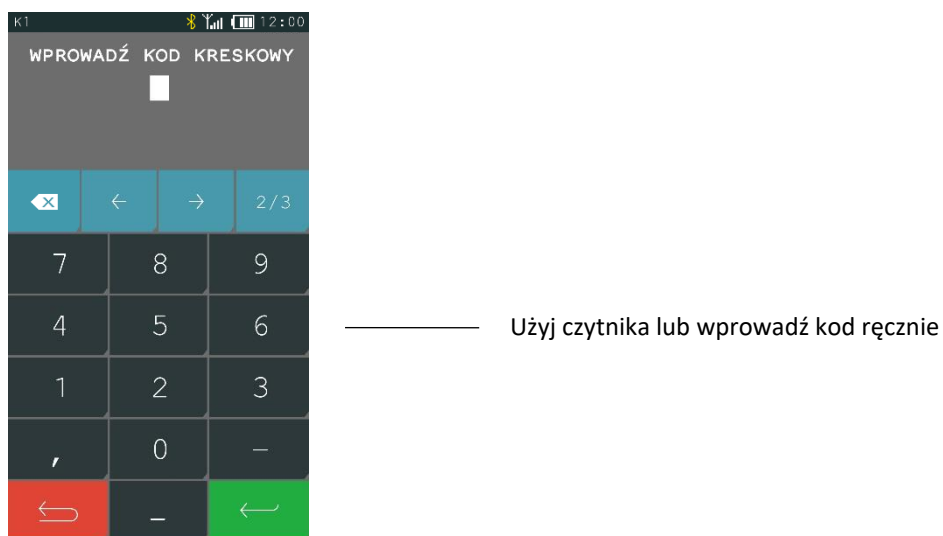 K1 12:00
WPROWADŹ KOD KRESKOWY
← → 2/3
7 8 9
4 5 6
Użyj czytnika lub wprowadź kod ręcznie
1 2 3
, 0 –
_